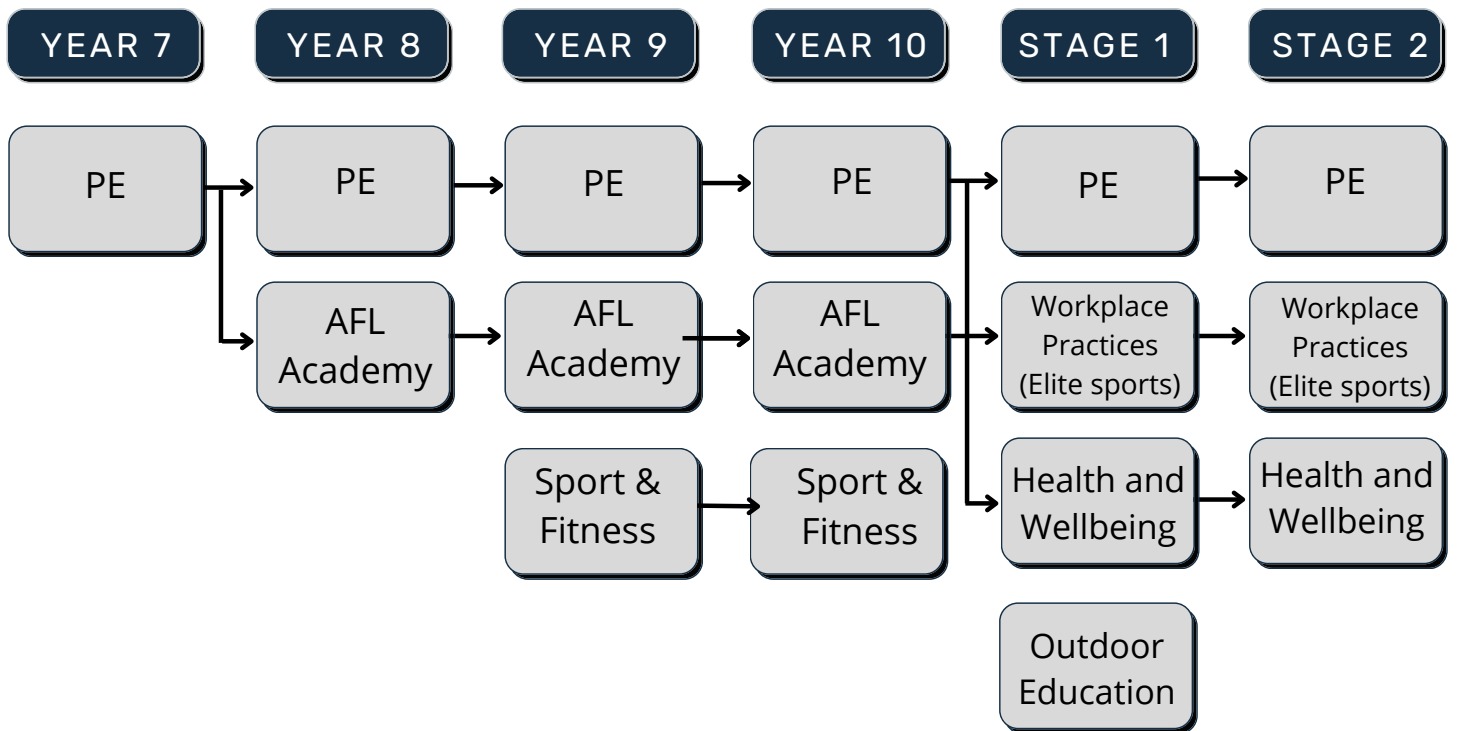 YEAR 7
YEAR 8
YEAR 9
YEAR 10
STAGE 1
STAGE 2
PE
PE
PE
PE
PE
PE
AFL
Academy
AFL
Academy
AFL
Academy
Workplace
Practices
(Elite sports)
Workplace
Practices
(Elite sports)
Sport &
Fitness
Sport &
Fitness
Health and
Wellbeing
Health and
Wellbeing
Outdoor
Education